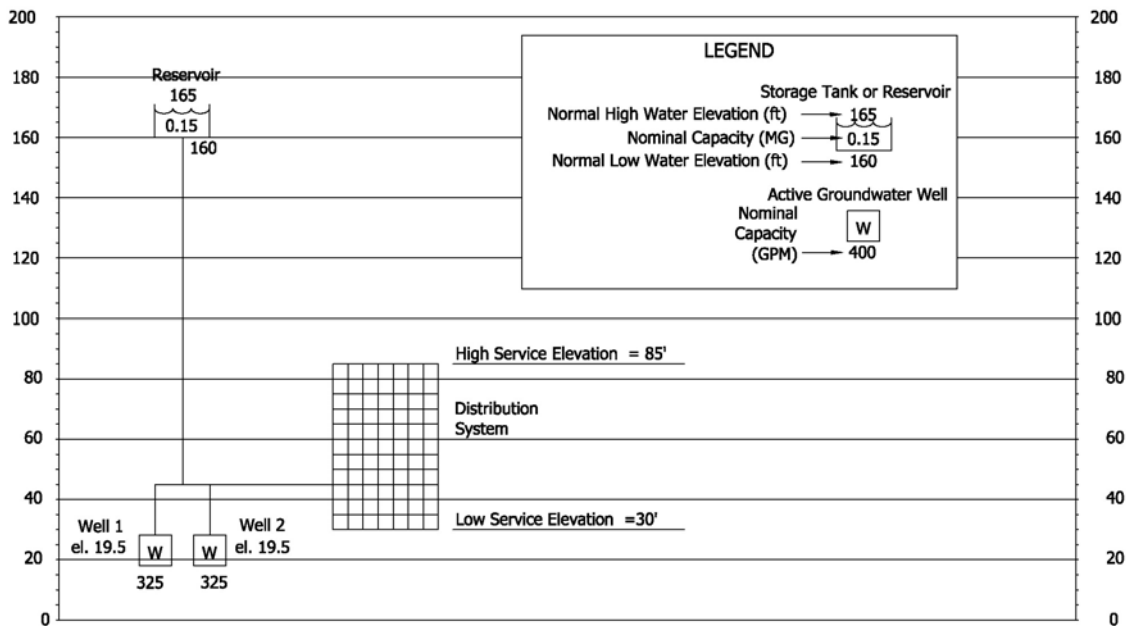 200
180
160
140
120
100
80
60
40
20
0
Reservoir
165
0.15
160
LEGEND
Storage Tank or Reservoir
Normal High Water Elevation (ft)
165
Nominal Capacity (MG)
0.15
Normal Low Water Elevation (ft)
160
Active Groundwater Well
Nominal
Capacity
(GPM)
W
400
High Service Elevation = 85'
Distribution
System
Low Service Elevation =30'
Well 1
el. 19.5
W
325
Well 2
el. 19.5
W
325
200
180
160
140
120
100
80
60
40
20
0